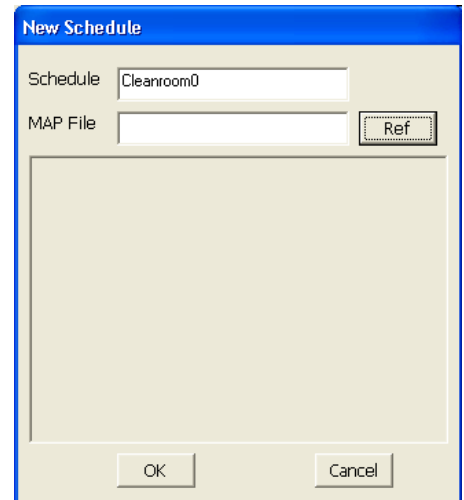 New Schedule
Schedule Cleanroom0
MAP File Ref
OK Cancel